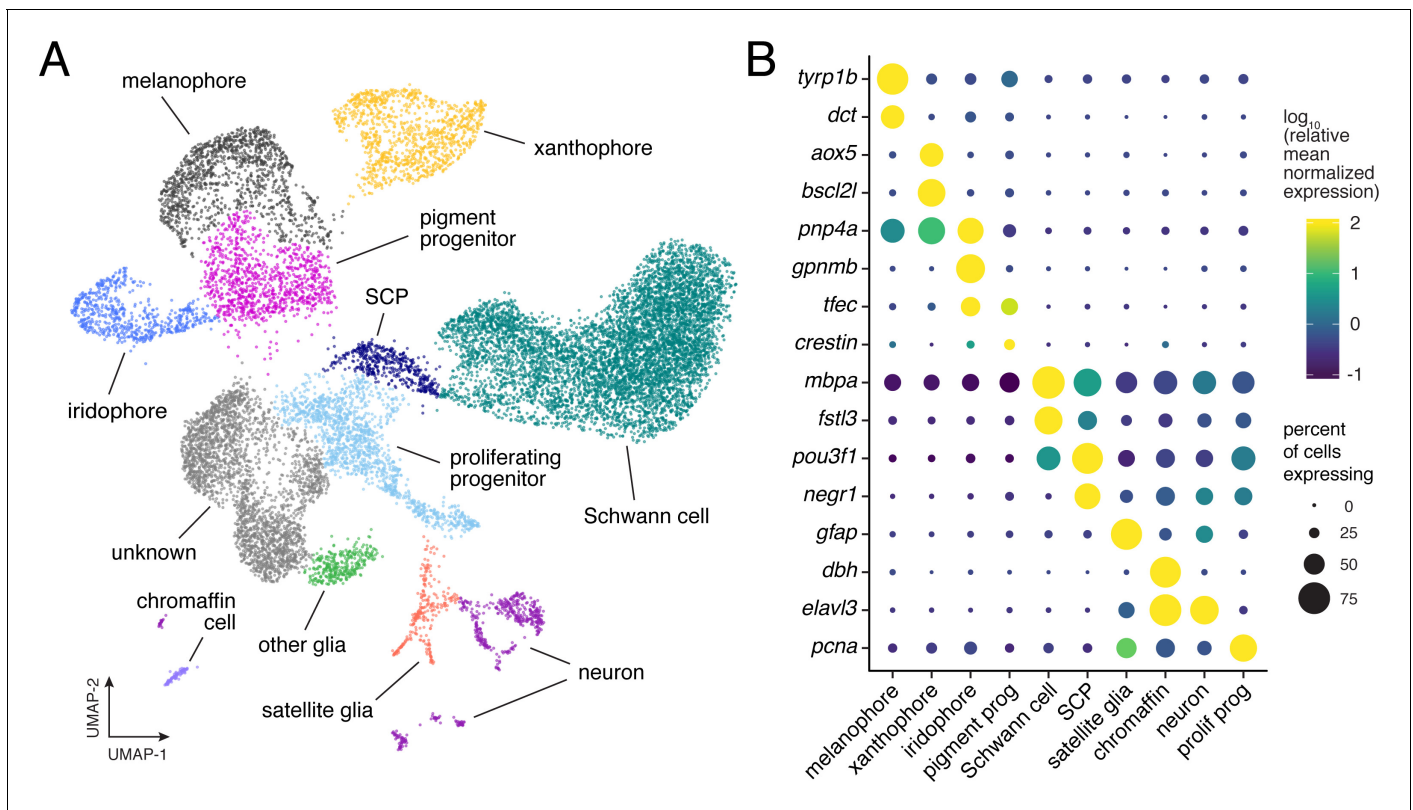 A
melanophore
xanthophore
pigment
progenitor
SCP
iridophore
proliferating
progenitor
Schwann cell
unknown
chromaffin
cell
other glia
satellite glia
neuron
UMAP-2
UMAP-1
B
tyrp1b
dct
aox5
bscl2l
pnp4a
gpnmb
tfec
crestin
mbpa
fstl3
pou3f1
negr1
gfap
dbh
elavl3
pcna
melanophore
xanthophore
iridophore
pigment prog
Schwann cell
SCP
satellite glia
chromaffin
neuron
prolif prog
log10
(relative
mean
normalized
expression)
2
1
0
-1
percent
of cells
expressing
0
25
50
75